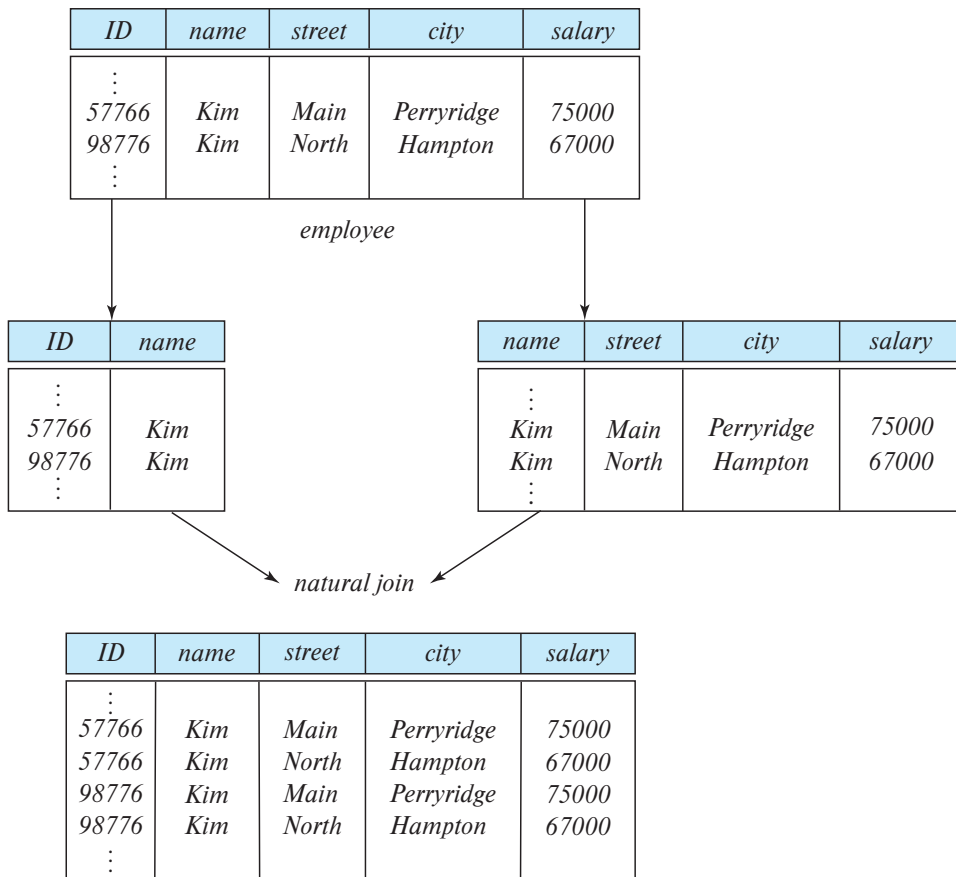 ID name street city salary
⋮
57766 Kim Main Perryridge 75000
98776 Kim North Hampton 67000
⋮
employee
ID name
⋮
57766 Kim
98776 Kim
⋮
name street city salary
⋮
Kim Main Perryridge 75000
Kim North Hampton 67000
⋮
natural join
ID name street city salary
⋮
57766 Kim Main Perryridge 75000
57766 Kim North Hampton 67000
98776 Kim Main Perryridge 75000
98776 Kim North Hampton 67000
⋮